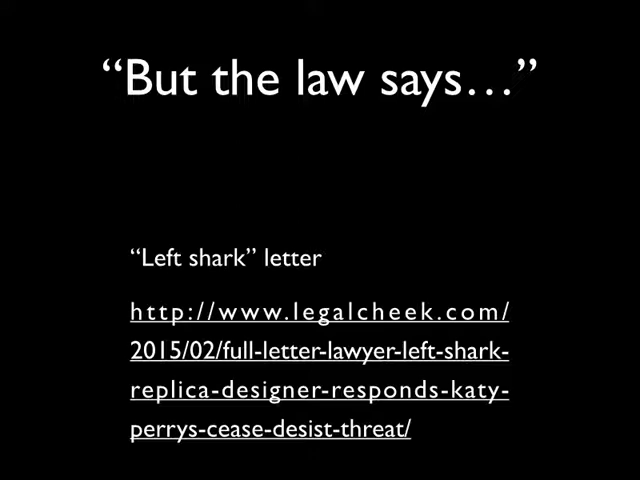 “But the law says…”
“Left shark” letter
http://www.legalcheek.com/
2015/02/full-letter-lawyer-left-shark-
replica-designer-responds-katy-
perrys-cease-desist-threat/